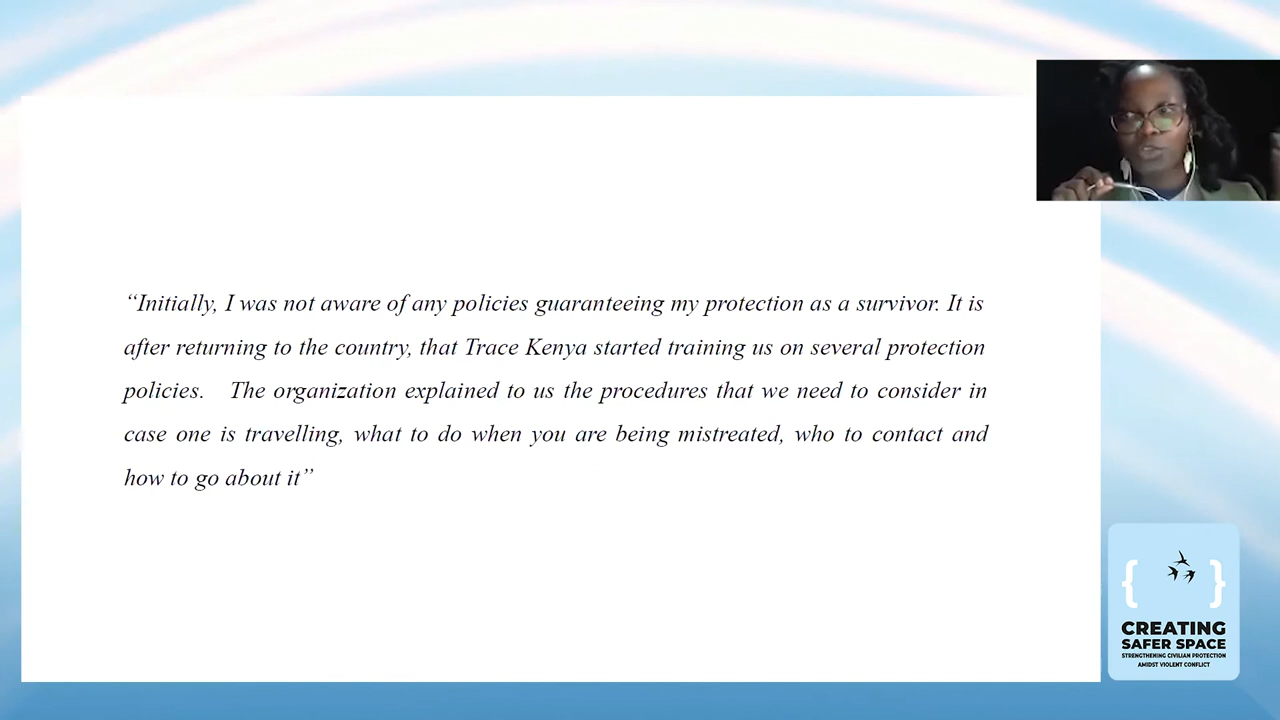 “Initially, I was not aware of any policies guaranteeing my protection as a survivor. It is
after returning to the country, that Trace Kenya started training us on several protection
policies. The organization explained to us the procedures that we need to consider in
case one is travelling, what to do when you are being mistreated, who to contact and
how to go about it”
{ }
CREATING
SAFER SPACE
STRENGTHENING CIVILIAN PROTECTION
AMIDST VIOLENT CONFLICT